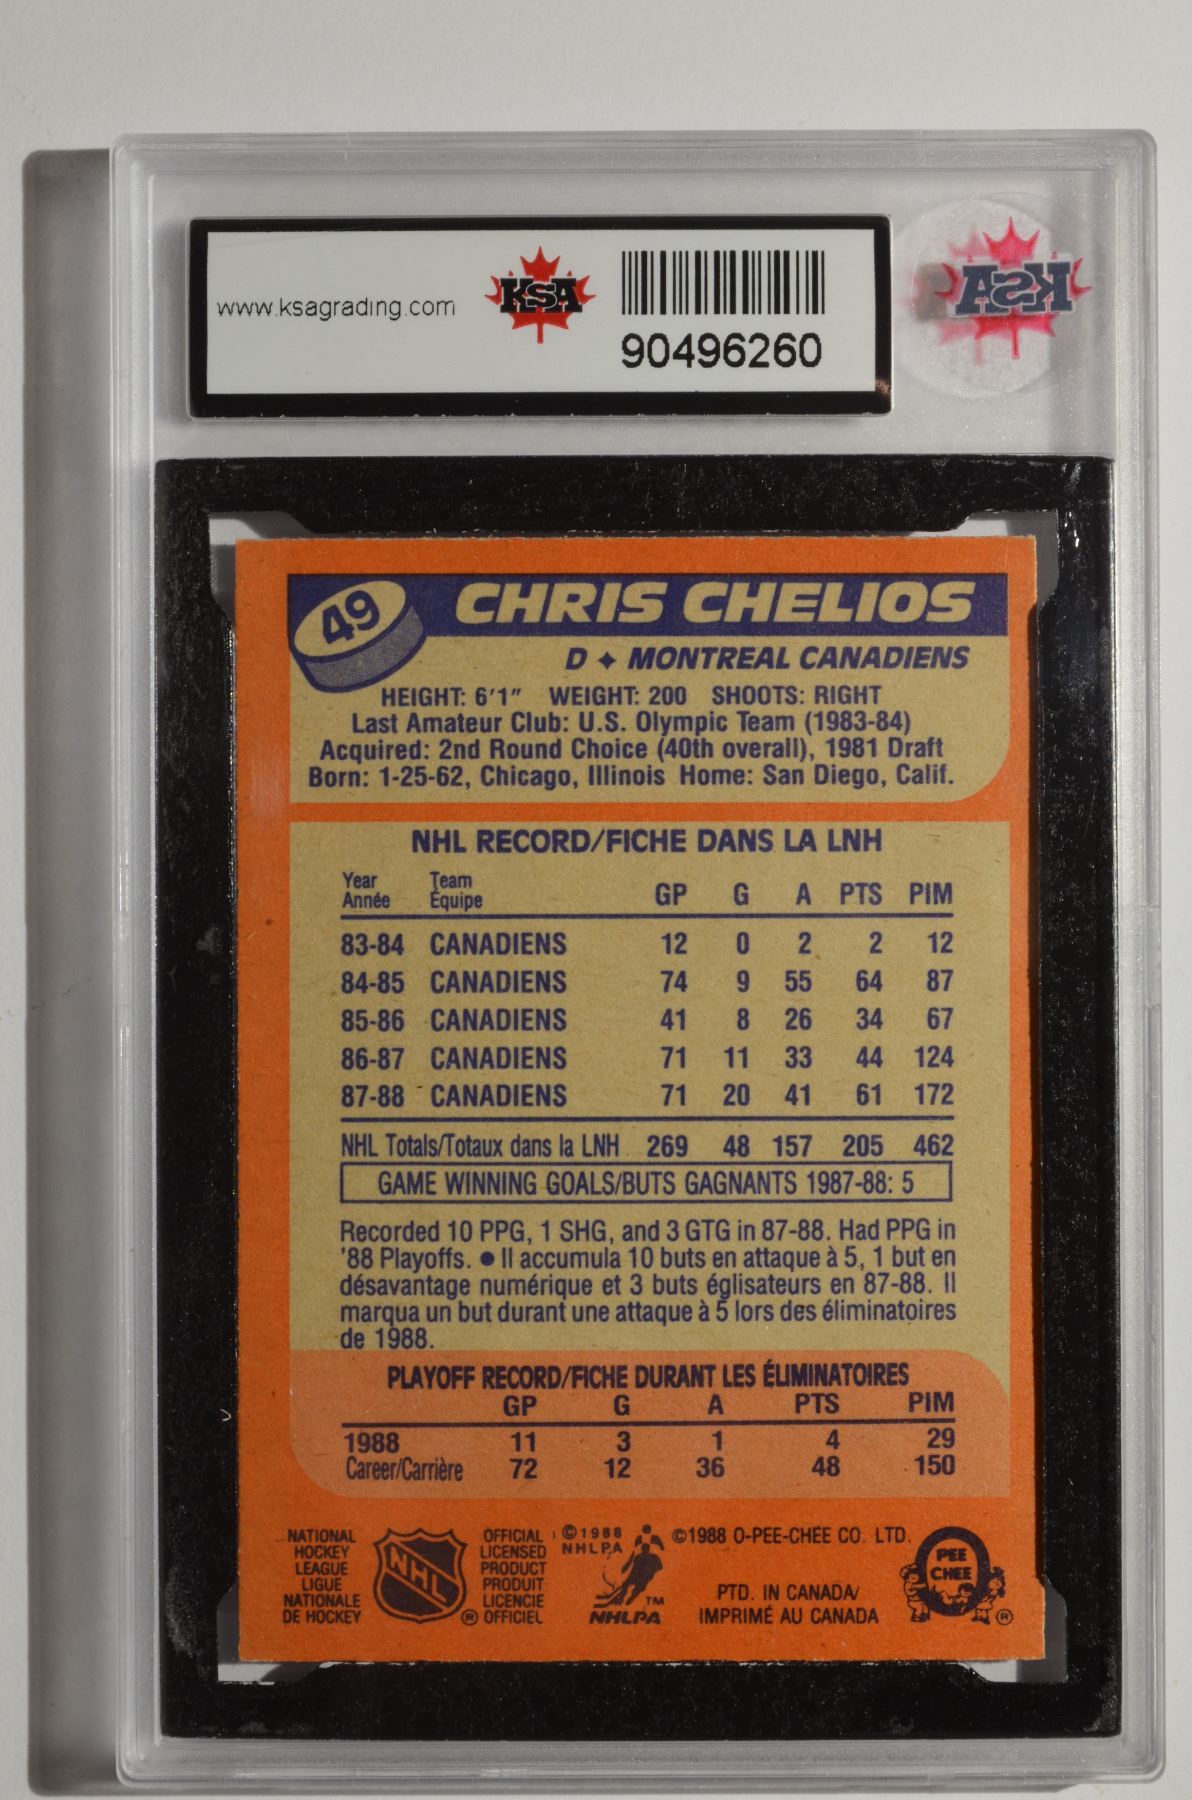 www.ksagrading.com
KSA
90496260
KSA
49
CHRIS CHELIOS
D ✦ MONTREAL CANADIENS
HEIGHT: 6'1" WEIGHT: 200 SHOOTS: RIGHT
Last Amateur Club: U.S. Olympic Team (1983-84)
Acquired: 2nd Round Choice (40th overall), 1981 Draft
Born: 1-25-62, Chicago, Illinois Home: San Diego, Calif.
NHL RECORD/FICHE DANS LA LNH
Year Team
Année Équipe GP G A PTS PIM
83-84 CANADIENS 12 0 2 2 12
84-85 CANADIENS 74 9 55 64 87
85-86 CANADIENS 41 8 26 34 67
86-87 CANADIENS 71 11 33 44 124
87-88 CANADIENS 71 20 41 61 172
NHL Totals/Totaux dans la LNH 269 48 157 205 462
GAME WINNING GOALS/BUTS GAGNANTS 1987-88: 5
Recorded 10 PPG, 1 SHG, and 3 GTG in 87-88. Had PPG in
'88 Playoffs. ● Il accumula 10 buts en attaque à 5, 1 but en
désavantage numérique et 3 buts églisateurs en 87-88. Il
marqua un but durant une attaque à 5 lors des éliminatoires
de 1988.
PLAYOFF RECORD/FICHE DURANT LES ÉLIMINATOIRES
GP G A PTS PIM
1988 11 3 1 4 29
Career/Carrière 72 12 36 48 150
NATIONAL
HOCKEY
LEAGUE
LIGUE
NATIONALE
DE HOCKEY
NHL
®
OFFICIAL
LICENSED
PRODUCT
PRODUIT
LICENCIE
OFFICIEL
©1988
NHLPA
TM
NHLPA
©1988 O-PEE-CHEE CO. LTD.
PTD. IN CANADA/
IMPRIMÉ AU CANADA
PEE
CHEE
®